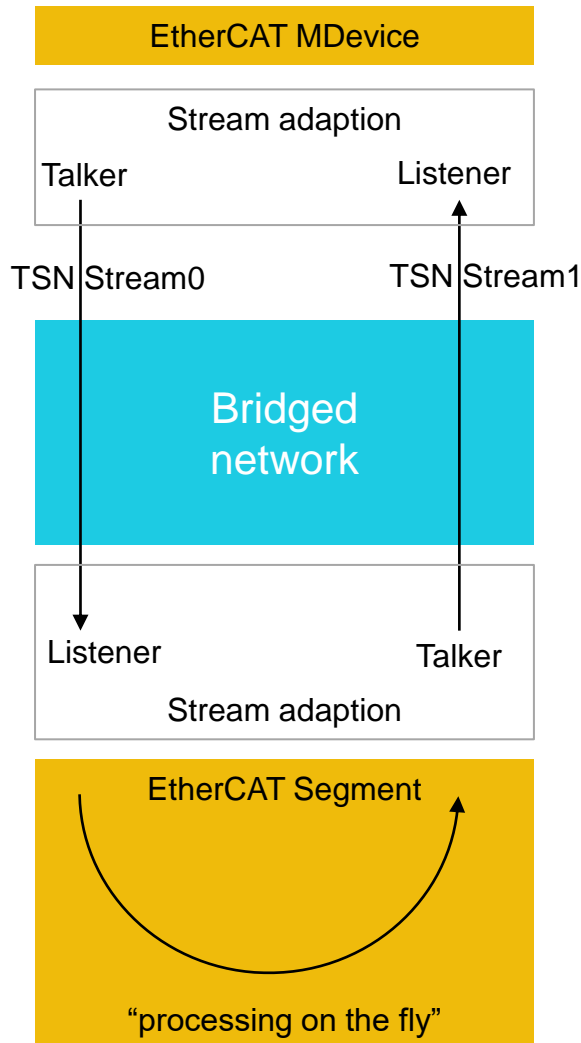 EtherCAT MDevice
Stream adaption
Talker
Listener
TSN Stream0
TSN Stream1
Bridged
network
Listener
Talker
Stream adaption
EtherCAT Segment
“processing on the fly”